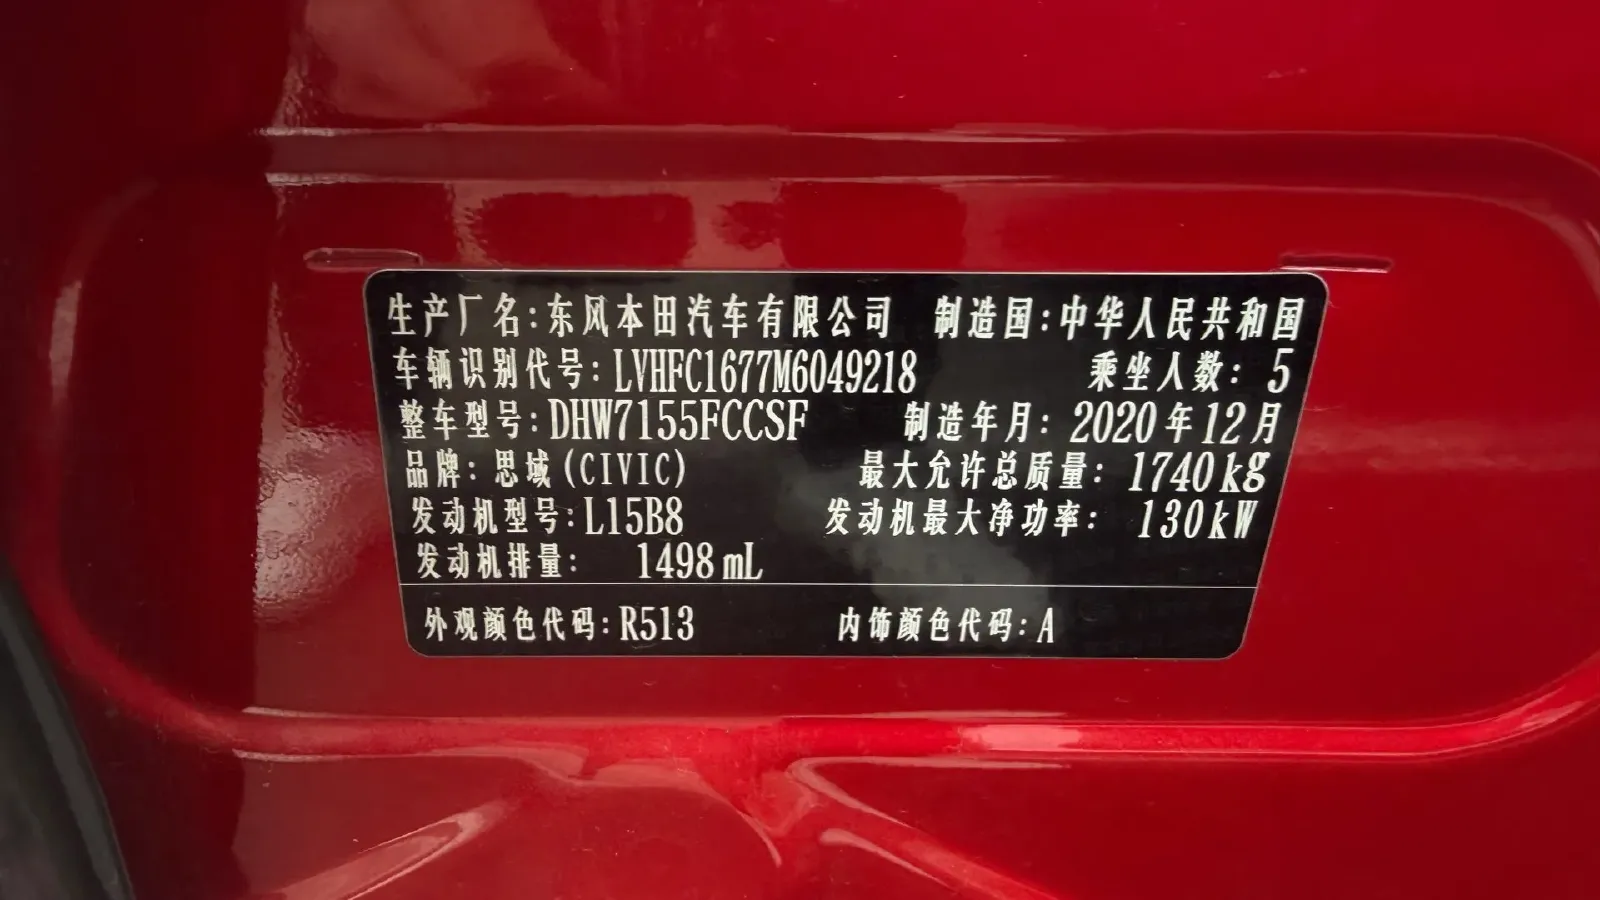 生产厂名:东风本田汽车有限公司 制造国:中华人民共和国
车辆识别代号:LVHFC1677M6049218 乘坐人数:5
整车型号:DHW7155FCCSF 制造年月:2020年12月
品牌:思域(CIVIC) 最大允许总质量:1740kg
发动机型号:L15B8 发动机最大净功率:130kW
发动机排量: 1498mL
外观颜色代码:R513 内饰颜色代码:A